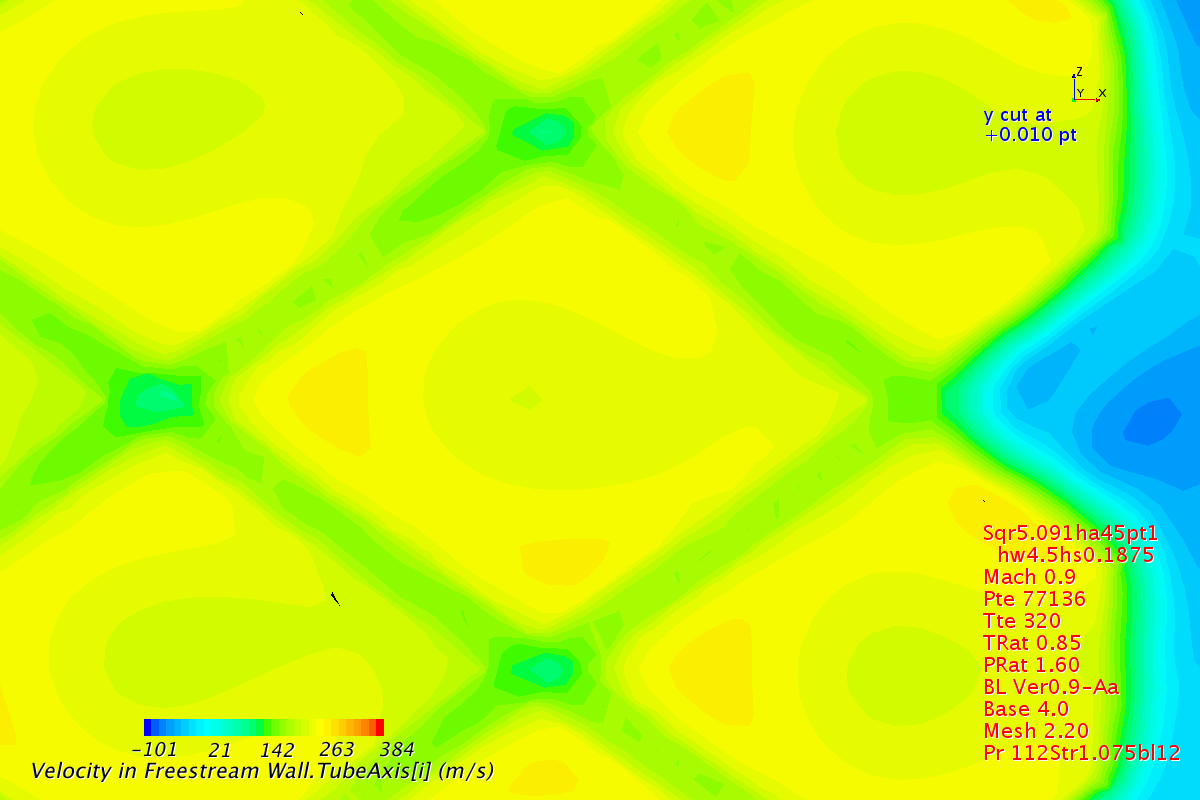 Z
Y X
y cut at
+0.010 pt
Sqr5.091ha45pt1
hw4.5hs0.1875
Mach 0.9
Pte 77136
Tte 320
TRat 0.85
PRat 1.60
BL Ver0.9-Aa
Base 4.0
Mesh 2.20
Pr 112Str1.075bl12
-101 21 142 263 384
Velocity in Freestream Wall.TubeAxis[i] (m/s)